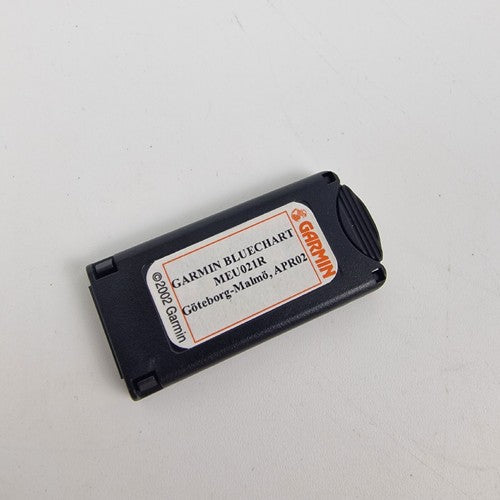 GARMIN BLUECHART
MEU021R
Göteborg-Malmö, APR02
GARMIN
©2002 Garmin